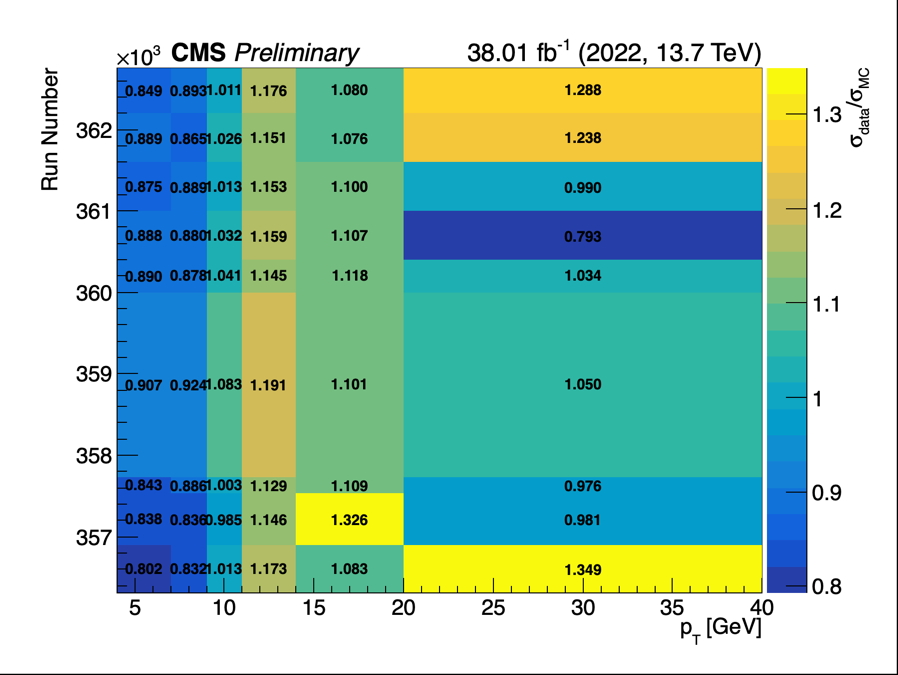 ×10³ CMS Preliminary 38.01 fb⁻¹ (2022, 13.7 TeV)
Run Number
σdata/σMC
0.849 0.893 1.011 1.176 1.080 1.288
0.889 0.865 1.026 1.151 1.076 1.238
0.875 0.889 1.013 1.153 1.100 0.990
0.888 0.880 1.032 1.159 1.107 0.793
0.890 0.878 1.041 1.145 1.118 1.034
0.907 0.924 1.083 1.191 1.101 1.050
0.843 0.886 1.003 1.129 1.109 0.976
0.838 0.836 0.985 1.146 1.326 0.981
0.802 0.832 1.013 1.173 1.083 1.349
362
361
360
359
358
357
5 10 15 20 25 30 35 40
pT [GeV]
1.3
1.2
1.1
1
0.9
0.8